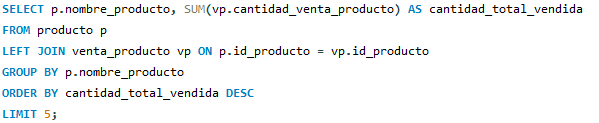 SELECT p.nombre_producto, SUM(vp.cantidad_venta_producto) AS cantidad_total_vendida
FROM producto p
LEFT JOIN venta_producto vp ON p.id_producto = vp.id_producto
GROUP BY p.nombre_producto
ORDER BY cantidad_total_vendida DESC
LIMIT 5;